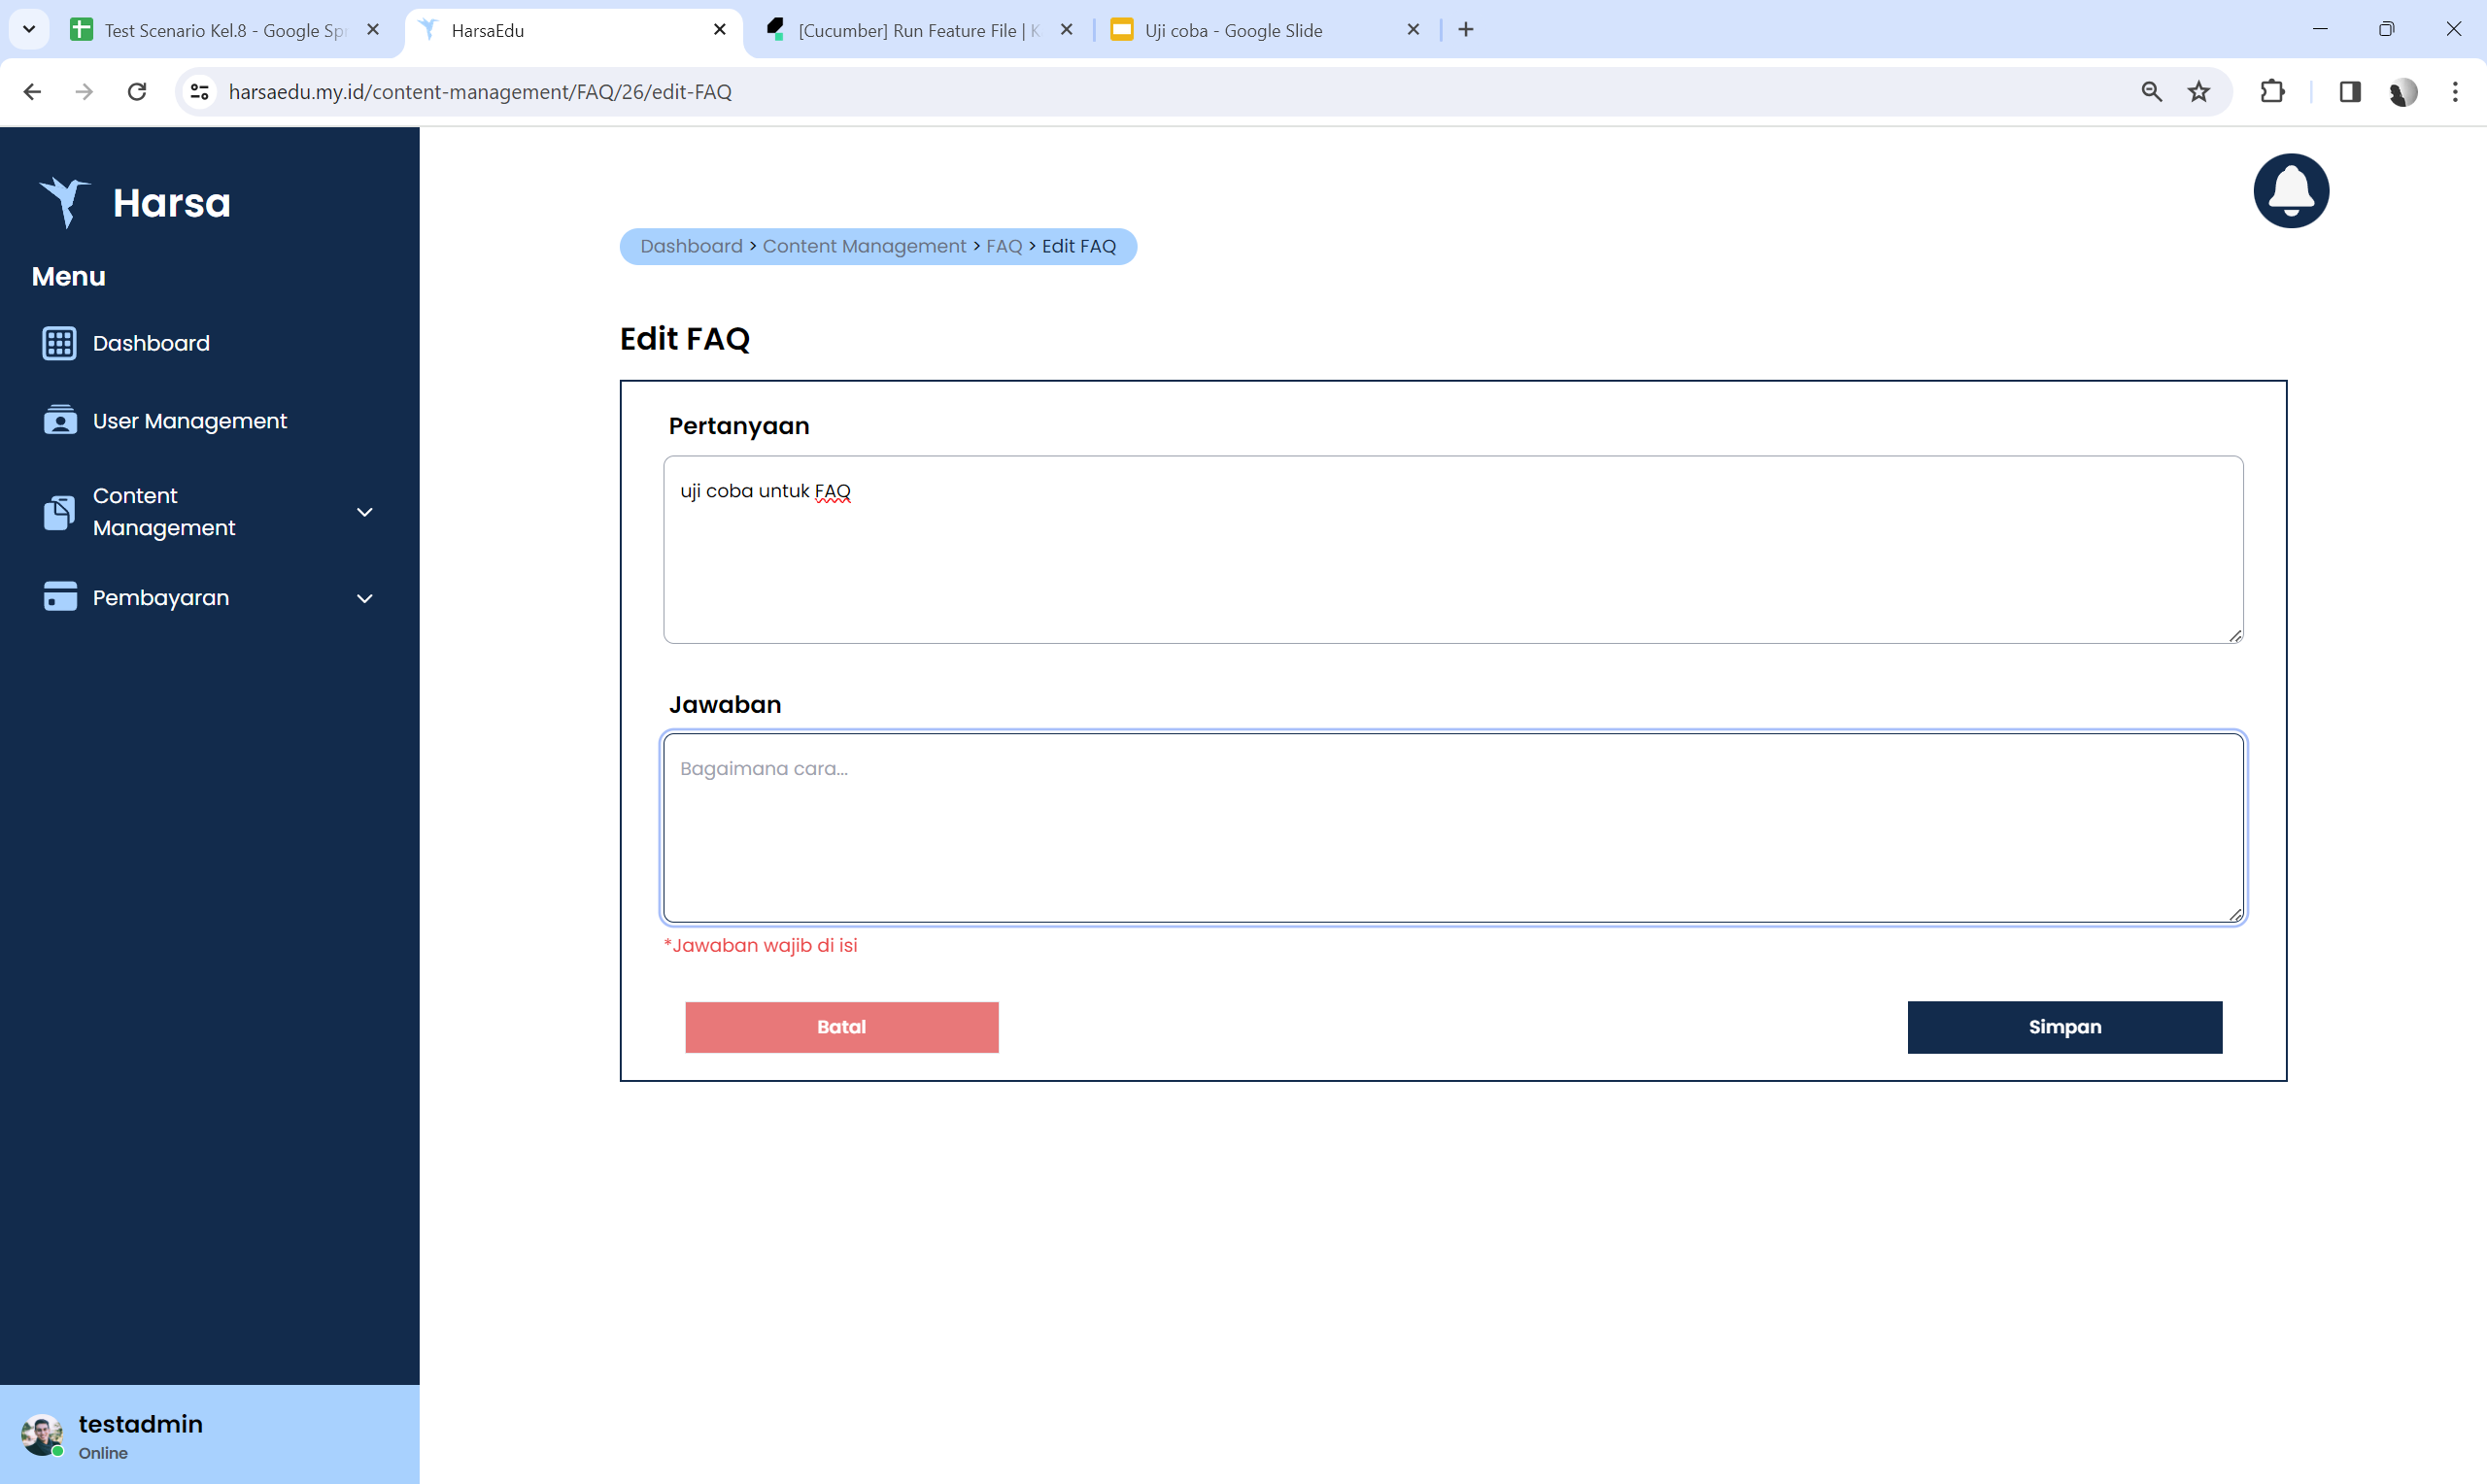 Test Scenario Kel.8 - Google Sp
HarsaEdu
[Cucumber] Run Feature File | K
Uji coba - Google Slide
harsaedu.my.id/content-management/FAQ/26/edit-FAQ
Harsa
Menu
Dashboard
User Management
Content
Management
Pembayaran
Dashboard > Content Management > FAQ > Edit FAQ
Edit FAQ
Pertanyaan
uji coba untuk FAQ
Jawaban
Bagaimana cara...
*Jawaban wajib di isi
Batal
Simpan
testadmin
Online